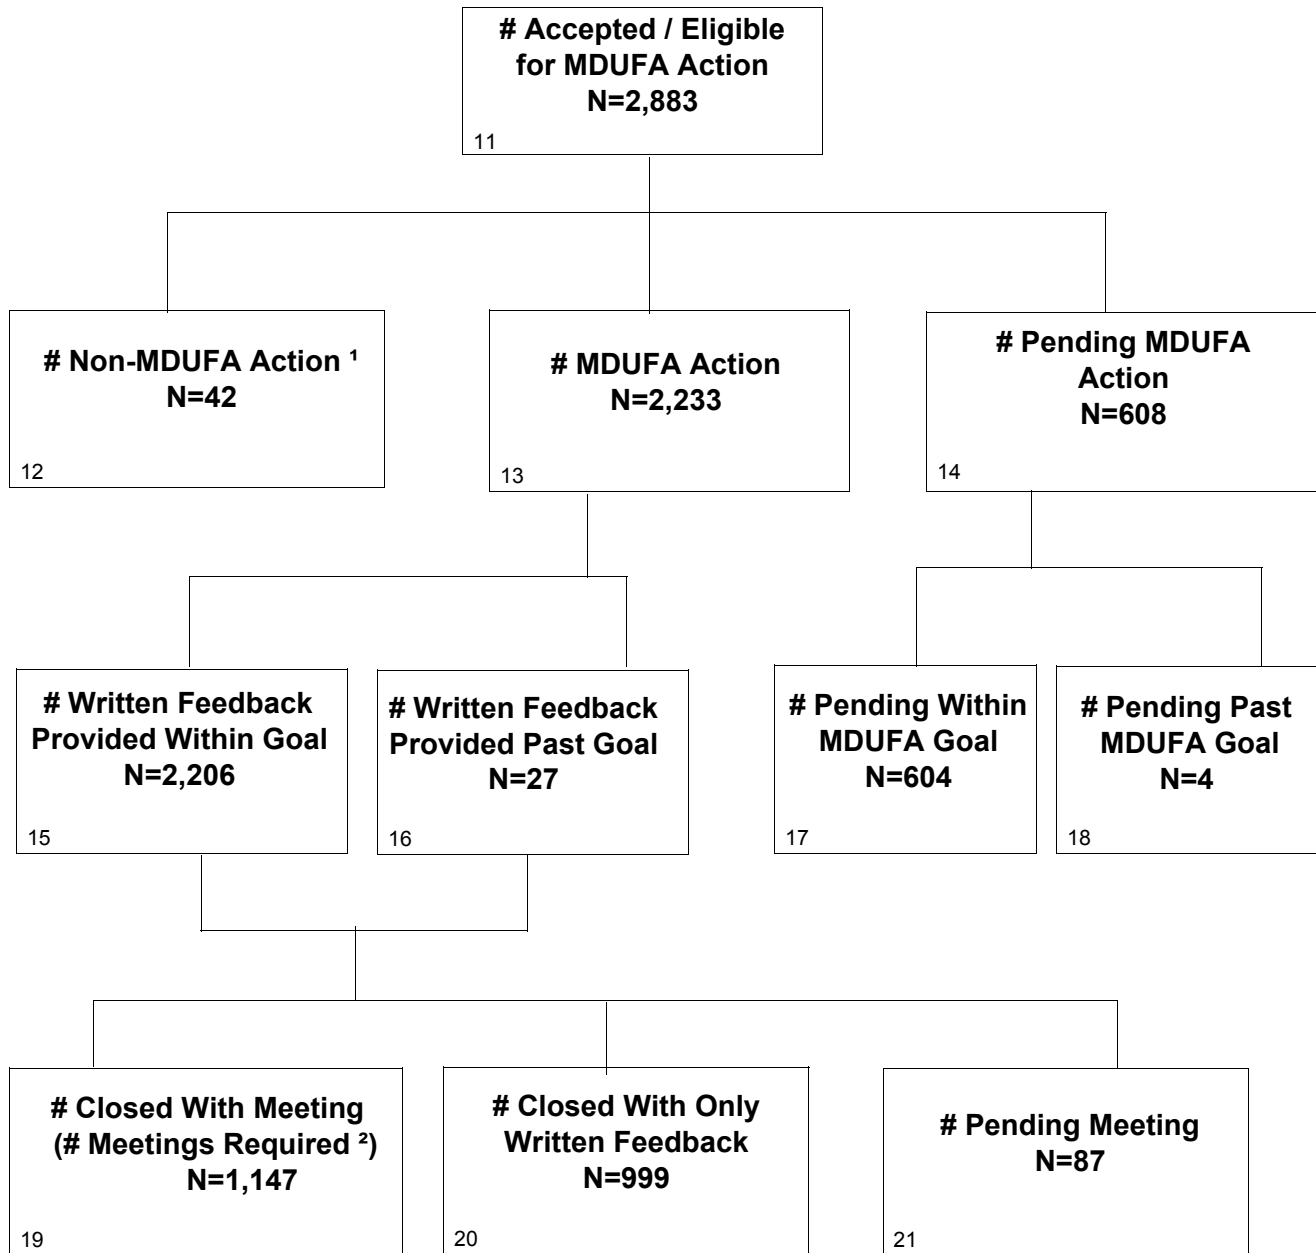 # Accepted / Eligible
for MDUFA Action
N=2,883
11
# Non-MDUFA Action ¹
N=42
12
# MDUFA Action
N=2,233
13
# Pending MDUFA
Action
N=608
14
# Written Feedback
Provided Within Goal
N=2,206
15
# Written Feedback
Provided Past Goal
N=27
16
# Pending Within
MDUFA Goal
N=604
17
# Pending Past
MDUFA Goal
N=4
18
# Closed With Meeting
(# Meetings Required ²)
N=1,147
19
# Closed With Only
Written Feedback
N=999
20
# Pending Meeting
N=87
21